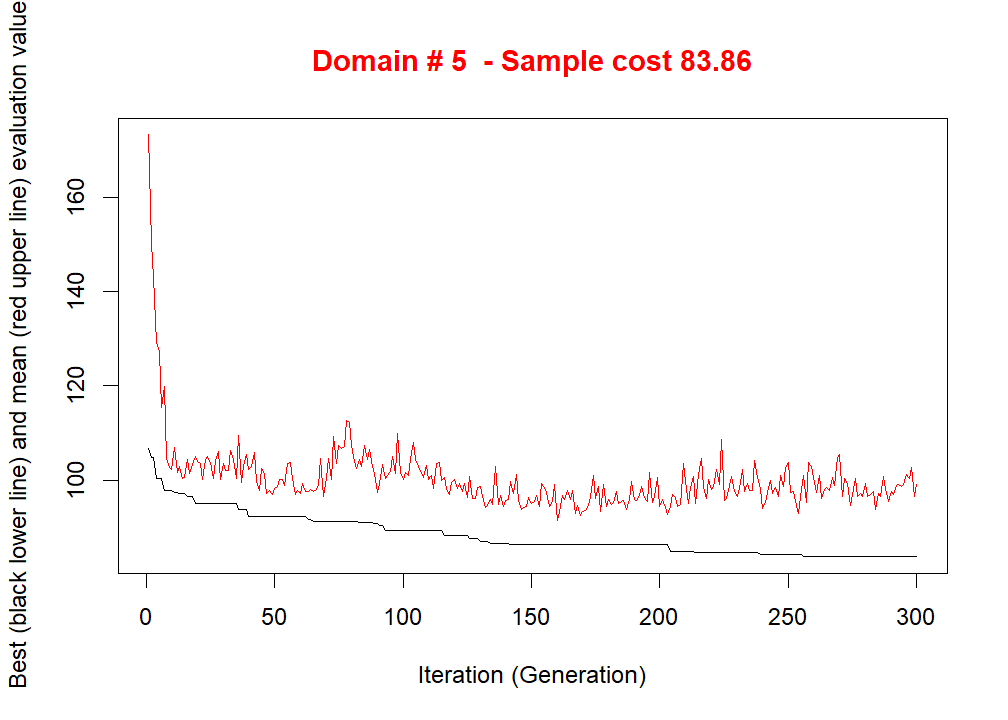 Domain # 5  - Sample cost 83.86
Best (black lower line) and mean (red upper line) evaluation value
160
140
120
100
0 50 100 150 200 250 300
Iteration (Generation)